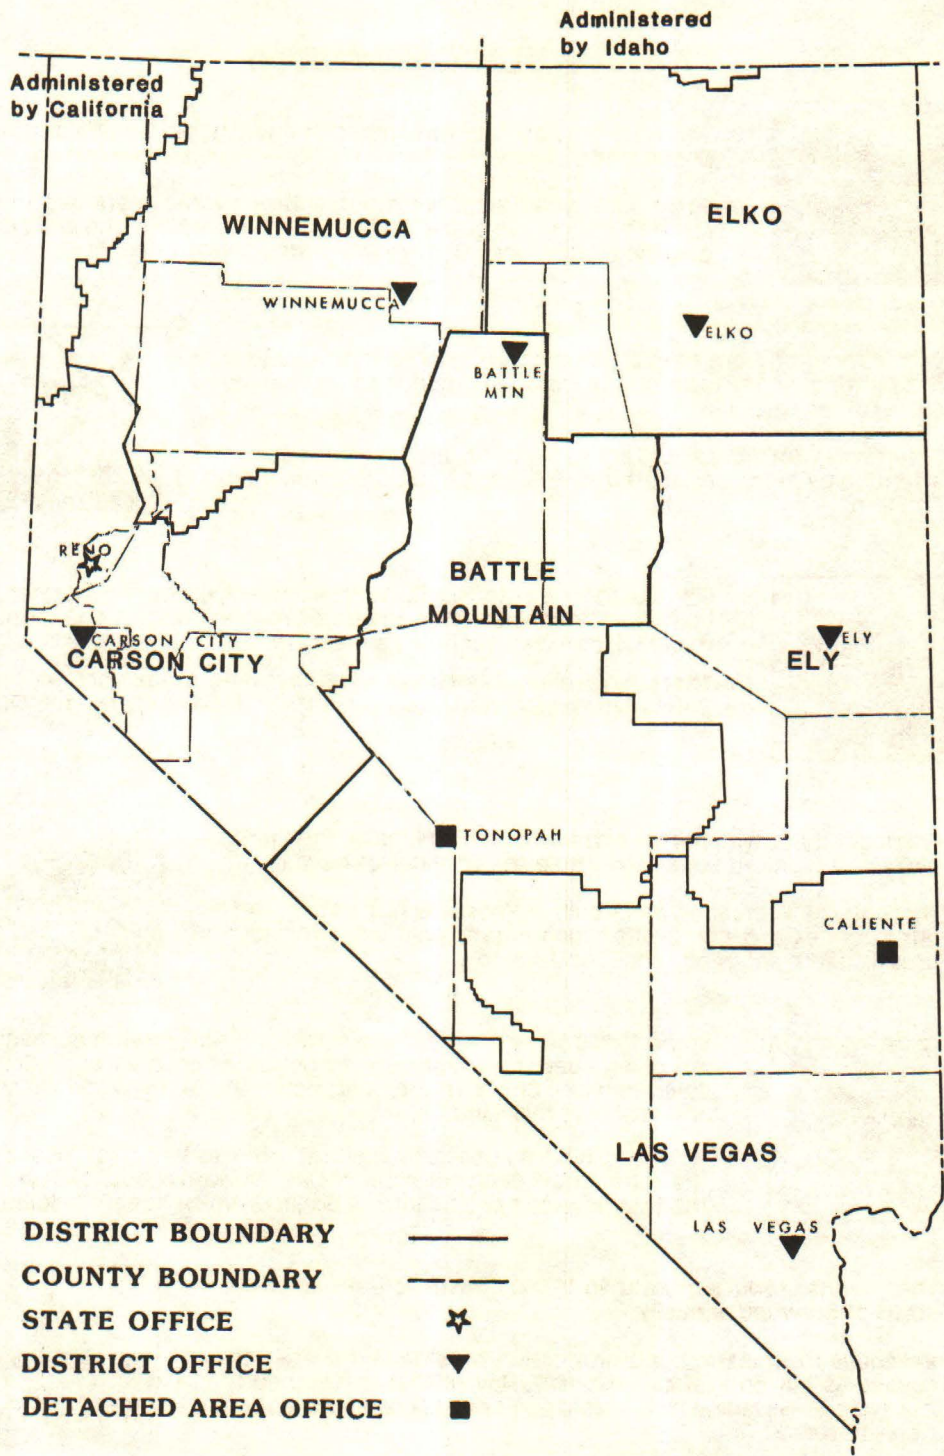 Administered
by Idaho
Administered
by California
WINNEMUCCA
ELKO
WINNEMUCCA
ELKO
BATTLE
MTN
RENO
BATTLE
MOUNTAIN
CARSON CITY
CARSON CITY
ELY
ELY
TONOPAH
CALIENTE
LAS VEGAS
LAS VEGAS
DISTRICT BOUNDARY
COUNTY BOUNDARY
STATE OFFICE
DISTRICT OFFICE
DETACHED AREA OFFICE